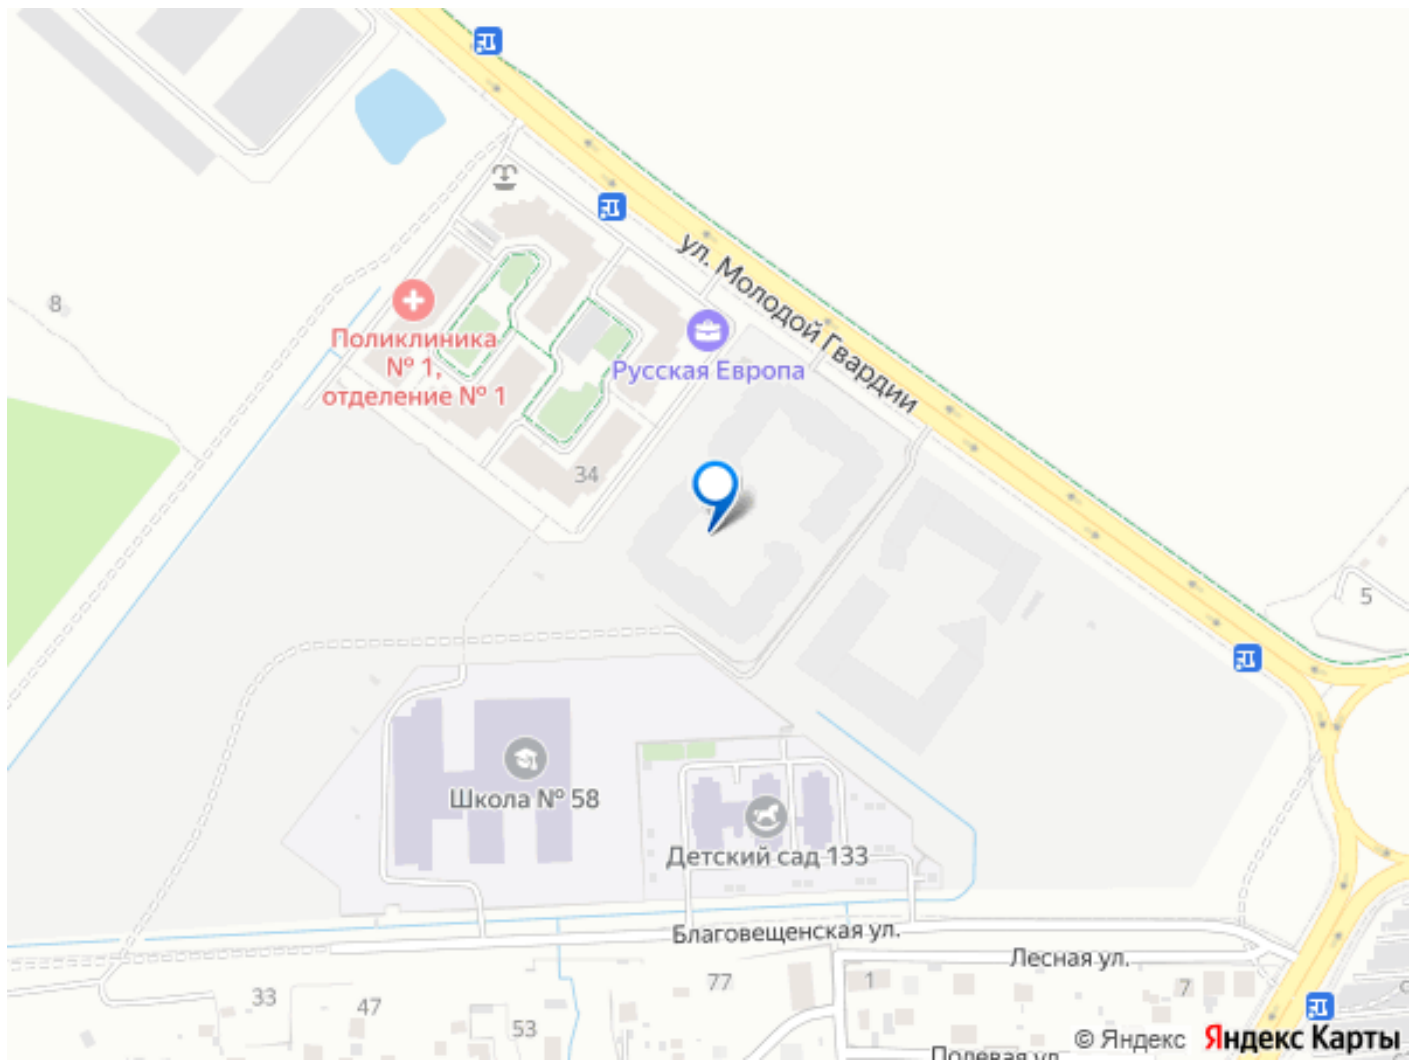 ул. Молодой Гвардии
8
Поликлиника
№ 1,
отделение № 1
Русская Европа
34
5
Школа № 58
Детский сад 133
Благовещенская ул.
Лесная ул.
33
47
53
77
1
7
Полевая ул.
© Яндекс Яндекс Карты